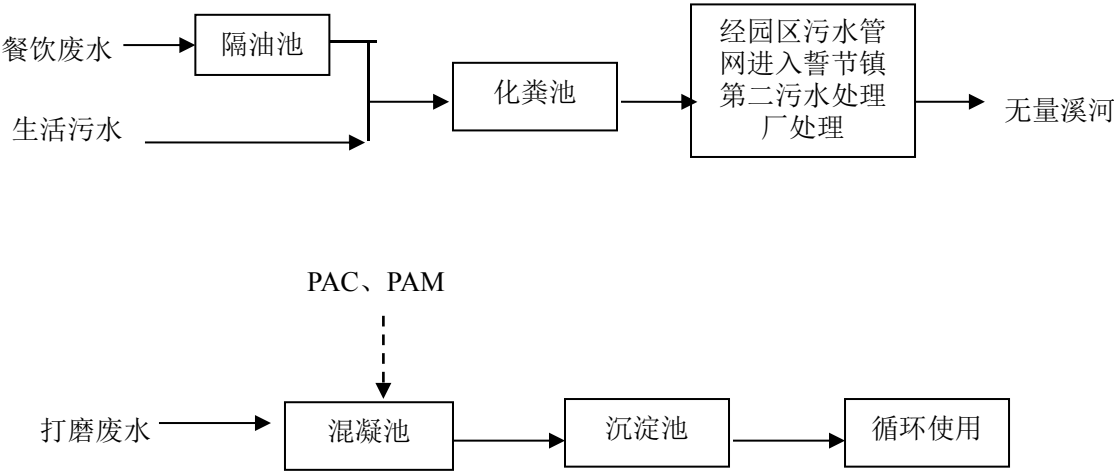 餐饮废水
隔油池
生活污水
化粪池
经园区污水管
网进入誓节镇
第二污水处理
厂处理
无量溪河
PAC、PAM
打磨废水
混凝池
沉淀池
循环使用